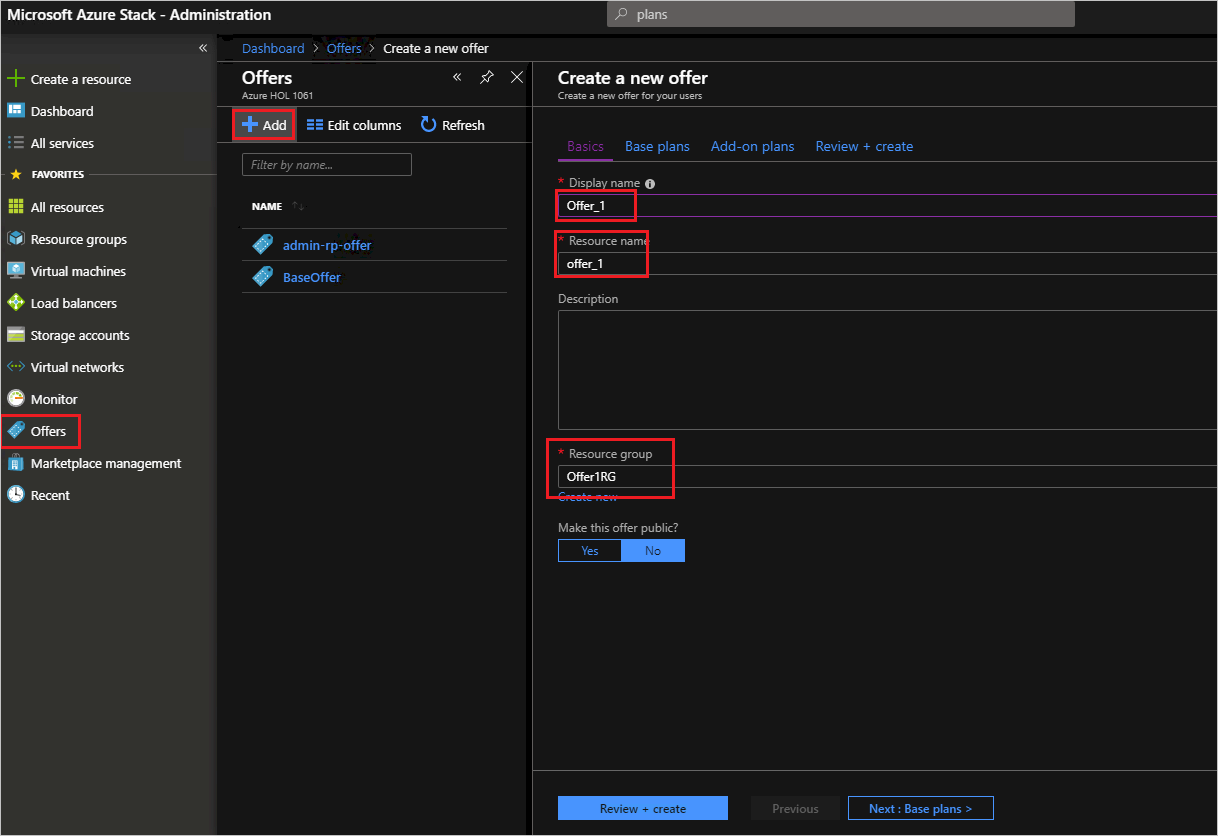 Microsoft Azure Stack - Administration
plans
«
Create a resource
Dashboard
All services
FAVORITES
All resources
Resource groups
Virtual machines
Load balancers
Storage accounts
Virtual networks
Monitor
Offers
Marketplace management
Recent
Dashboard > Offers > Create a new offer
Offers
Azure HOL 1061
Add Edit columns Refresh
Filter by name...
NAME
admin-rp-offer
BaseOffer
Create a new offer
Create a new offer for your users
Basics Base plans Add-on plans Review + create
* Display name
Offer_1
* Resource name
offer_1
Description
* Resource group
Offer1RG
Create new
Make this offer public?
Yes No
Review + create Previous Next : Base plans >